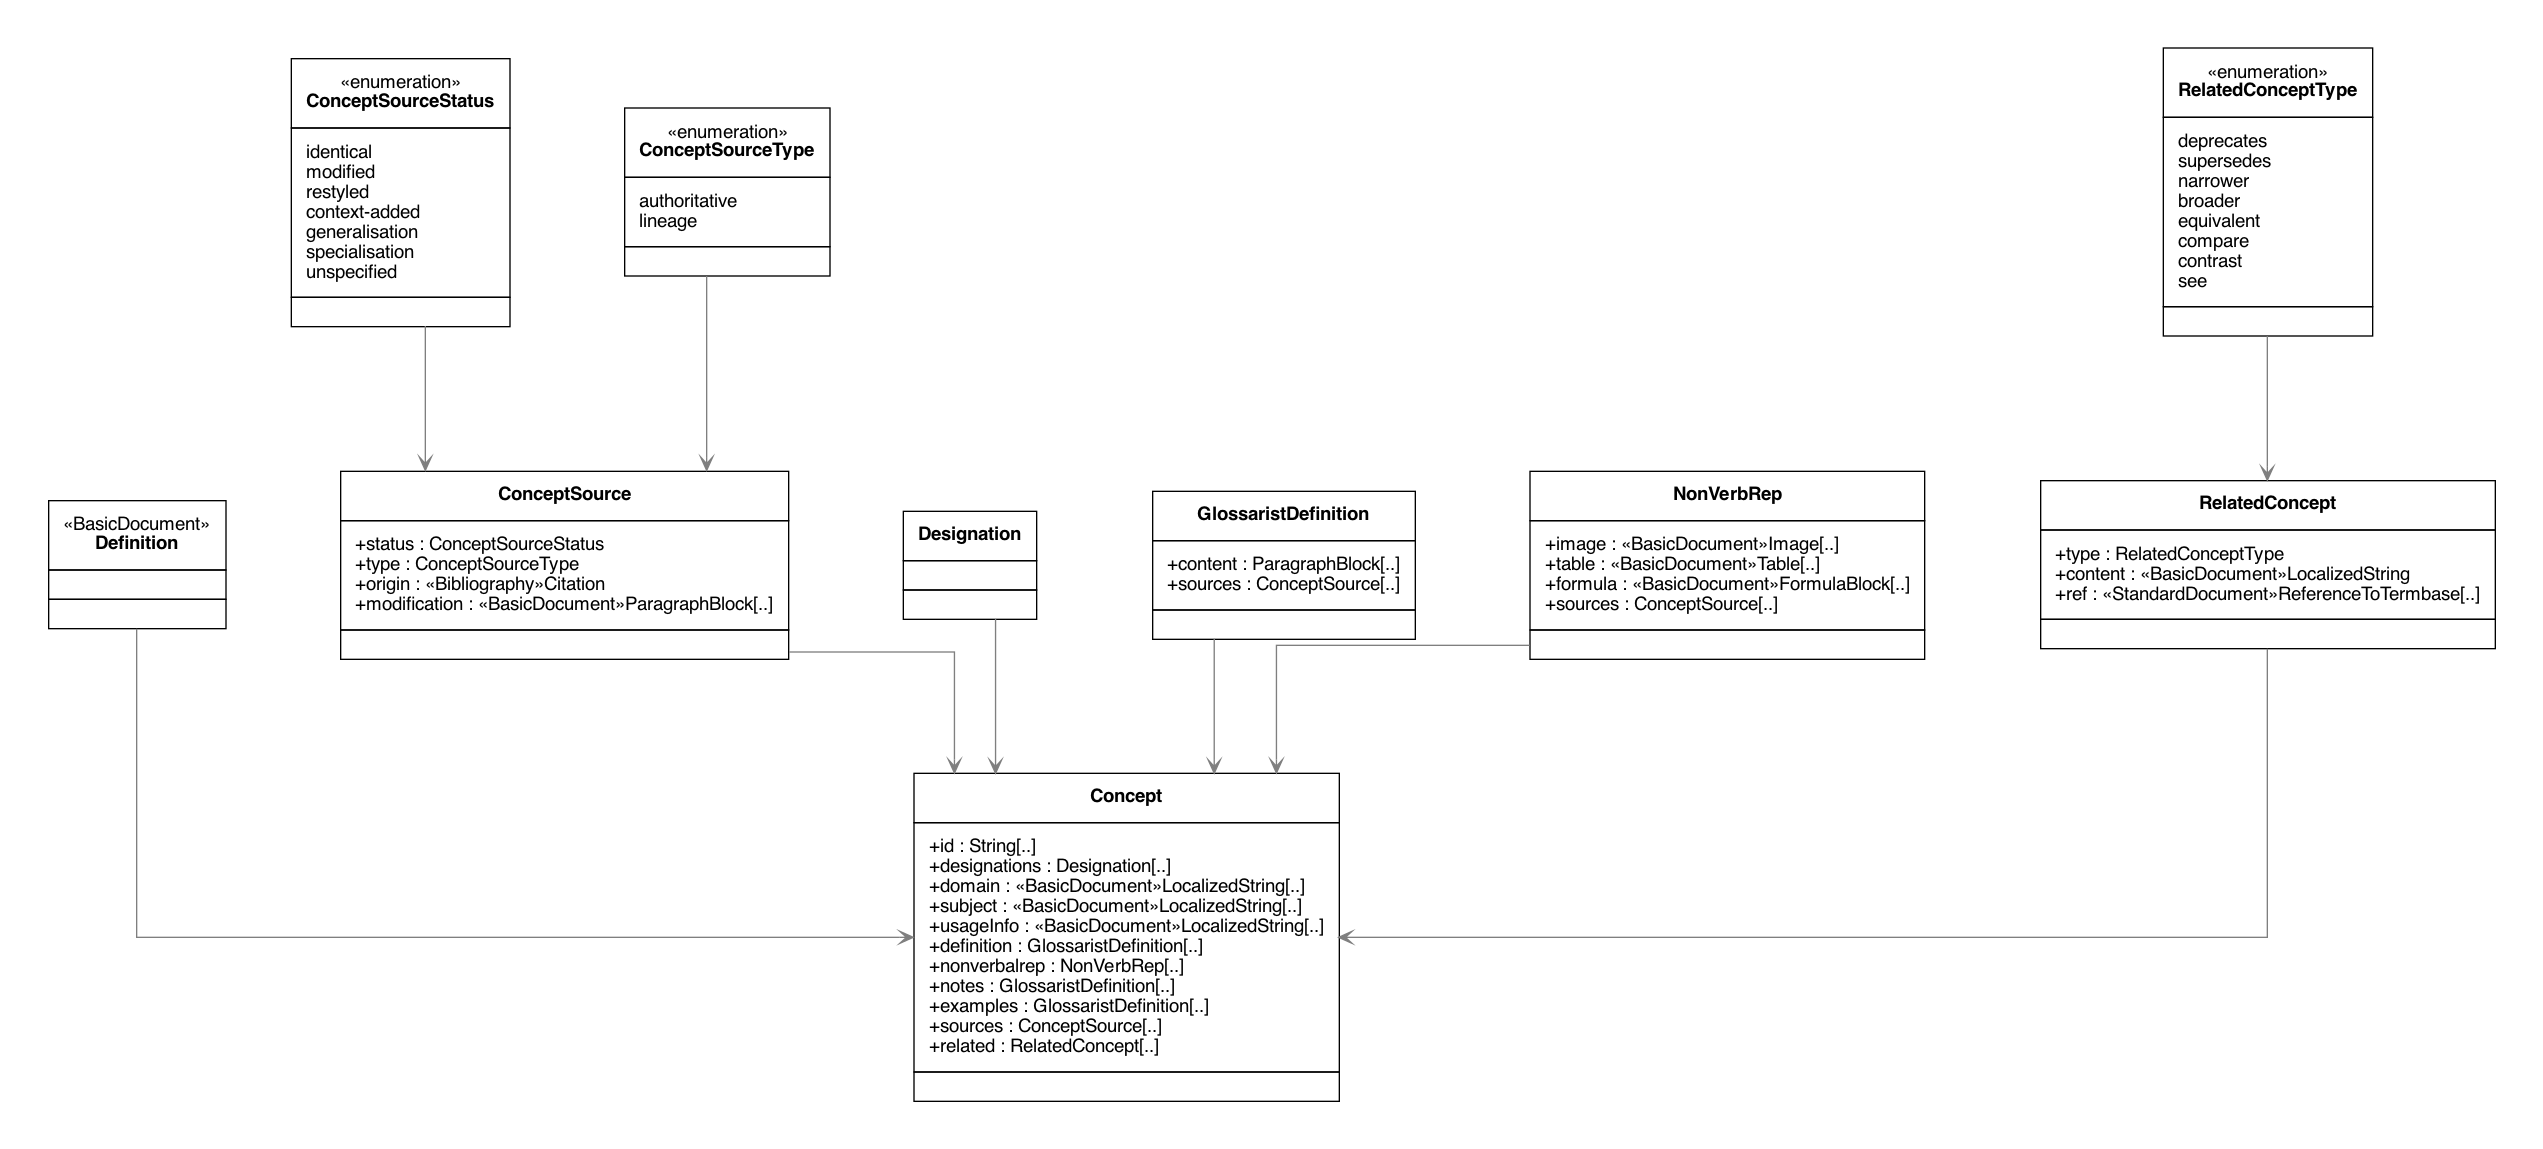 «enumeration»
ConceptSourceStatus
identical
modified
restyled
context-added
generalisation
specialisation
unspecified
«enumeration»
ConceptSourceType
authoritative
lineage
«enumeration»
RelatedConceptType
deprecates
supersedes
narrower
broader
equivalent
compare
contrast
see
«BasicDocument»
Definition
ConceptSource
+status : ConceptSourceStatus
+type : ConceptSourceType
+origin : «Bibliography»Citation
+modification : «BasicDocument»ParagraphBlock[..]
Designation
GlossaristDefinition
+content : ParagraphBlock[..]
+sources : ConceptSource[..]
NonVerbRep
+image : «BasicDocument»Image[..]
+table : «BasicDocument»Table[..]
+formula : «BasicDocument»FormulaBlock[..]
+sources : ConceptSource[..]
RelatedConcept
+type : RelatedConceptType
+content : «BasicDocument»LocalizedString
+ref : «StandardDocument»ReferenceToTermbase[..]
Concept
+id : String[..]
+designations : Designation[..]
+domain : «BasicDocument»LocalizedString[..]
+subject : «BasicDocument»LocalizedString[..]
+usageInfo : «BasicDocument»LocalizedString[..]
+definition : GlossaristDefinition[..]
+nonverbalrep : NonVerbRep[..]
+notes : GlossaristDefinition[..]
+examples : GlossaristDefinition[..]
+sources : ConceptSource[..]
+related : RelatedConcept[..]